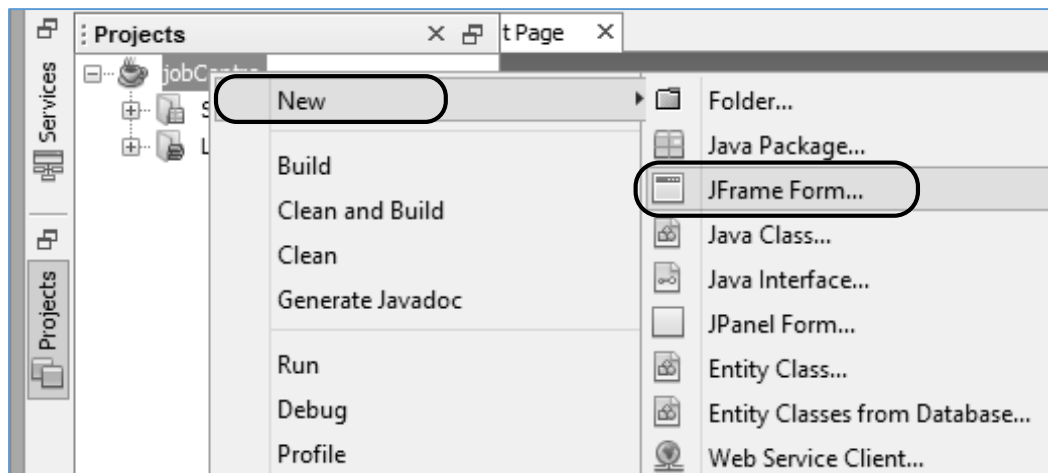 Projects
t Page
Services
Projects
New
Build
Clean and Build
Clean
Generate Javadoc
Run
Debug
Profile
Folder...
Java Package...
JFrame Form...
Java Class...
Java Interface...
JPanel Form...
Entity Class...
Entity Classes from Database...
Web Service Client...